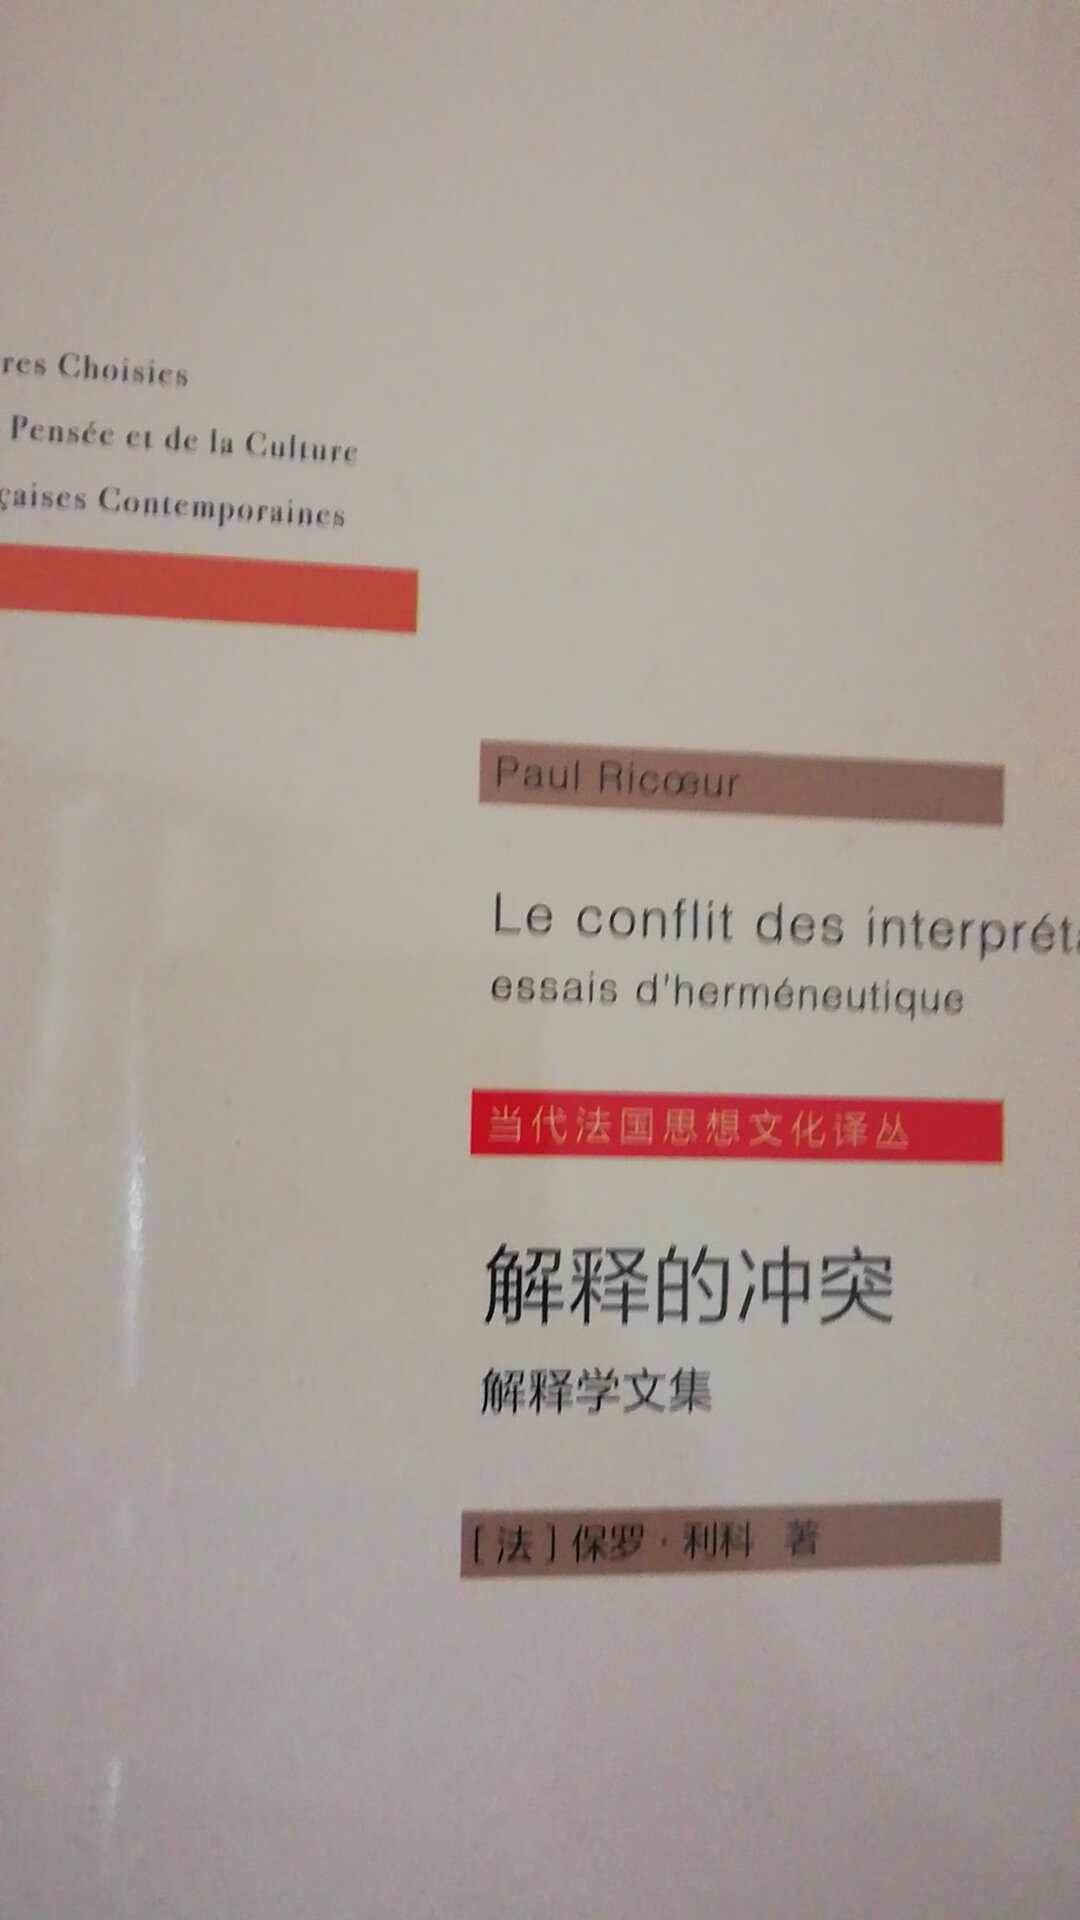 res Choisies
Pensée et de la Culture
çaises Contemporaines
Paul Ricœur
Le conflit des interpréta
essais d'herméneutique
当代法国思想文化译丛
解释的冲突
解释学文集
[法]保罗·利科 著